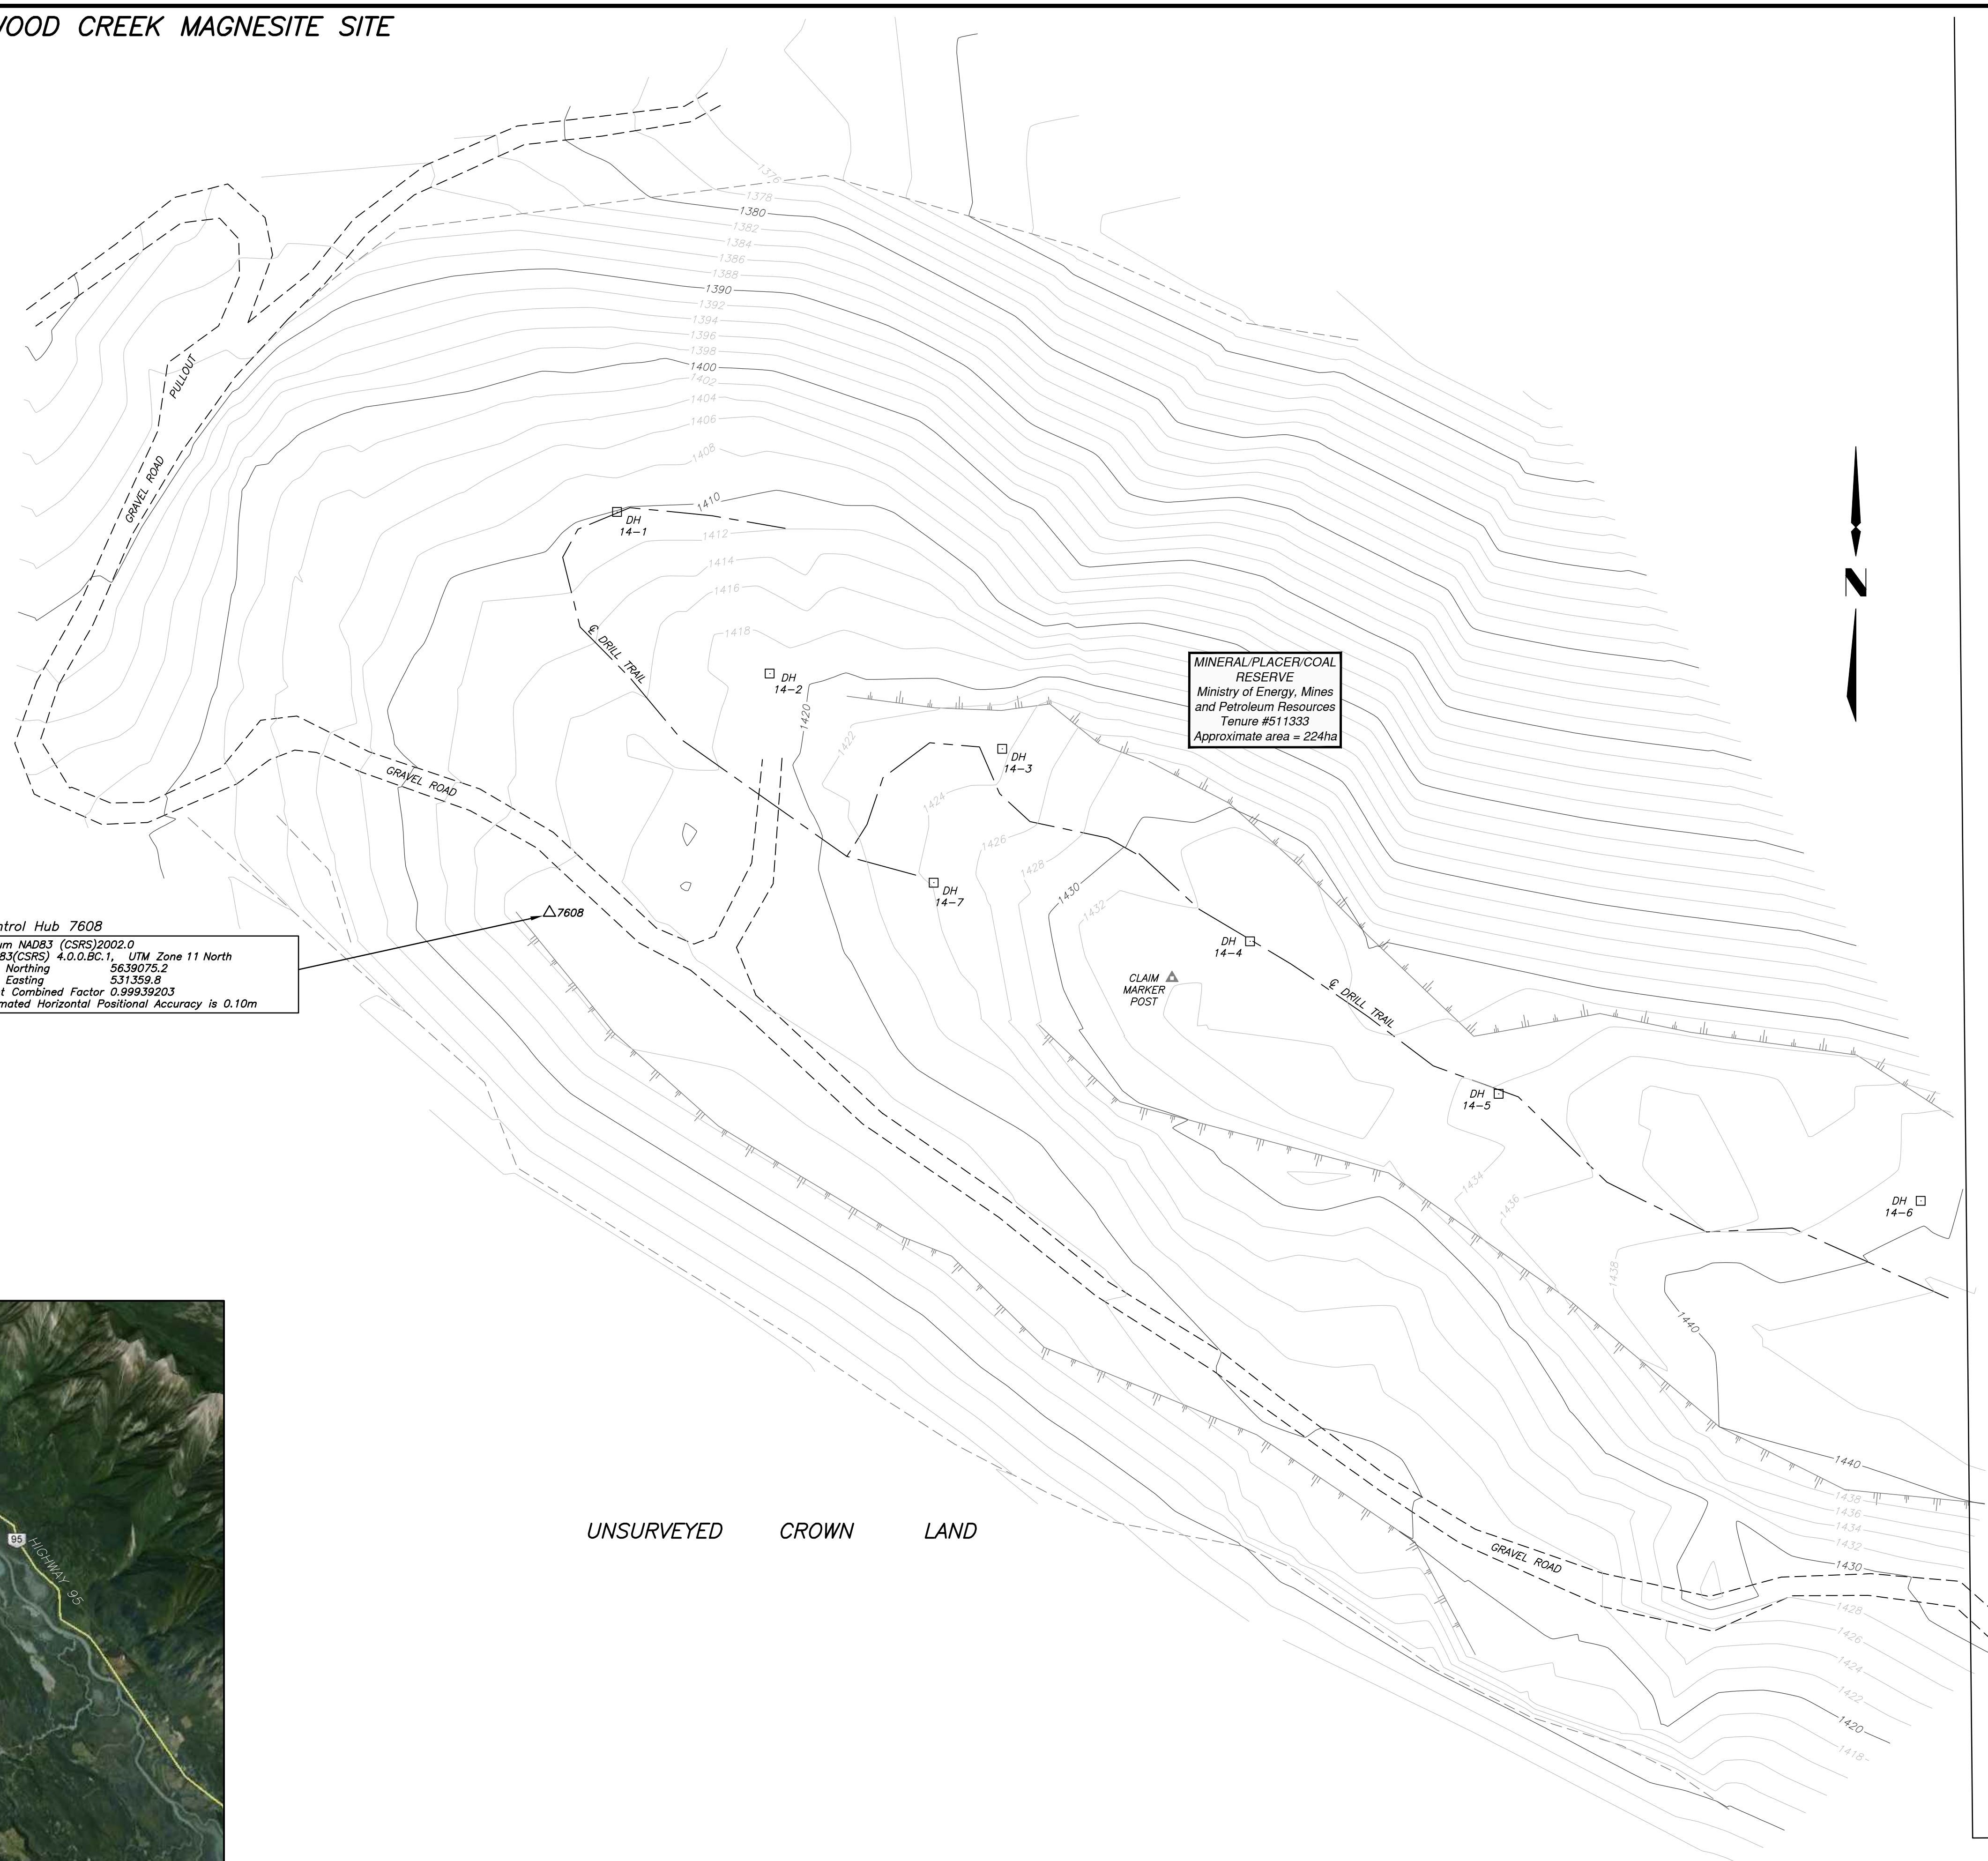 WOOD CREEK MAGNESITE SITE
1376
1378
1380
1382
1384
1386
1388
1390
1392
1394
1396
1398
1400
1402
1404
1406
1408
1410
1412
1414
1416
1418
1420
1422
1424
1426
1428
1430
1432
PULLOUT
GRAVEL ROAD
DH
14-1
℄ DRILL TRAIL
DH
14-2
N
MINERAL/PLACER/COAL
RESERVE
Ministry of Energy, Mines
and Petroleum Resources
Tenure #511333
Approximate area = 224ha
DH
14-3
GRAVEL ROAD
DH
14-7
7608
ntrol Hub 7608
um NAD83 (CSRS)2002.0
83(CSRS) 4.0.0.BC.1, UTM Zone 11 North
Northing 5639075.2
Easting 531359.8
t Combined Factor 0.99939203
mated Horizontal Positional Accuracy is 0.10m
DH
14-4
CLAIM
MARKER
POST
℄ DRILL TRAIL
DH
14-5
1434
1436
DH
14-6
1438
1440
1440
1438
1436
1434
1432
1430
1428
1426
1424
1422
1420
1418
GRAVEL ROAD
UNSURVEYED CROWN LAND
95
HIGHWAY 95